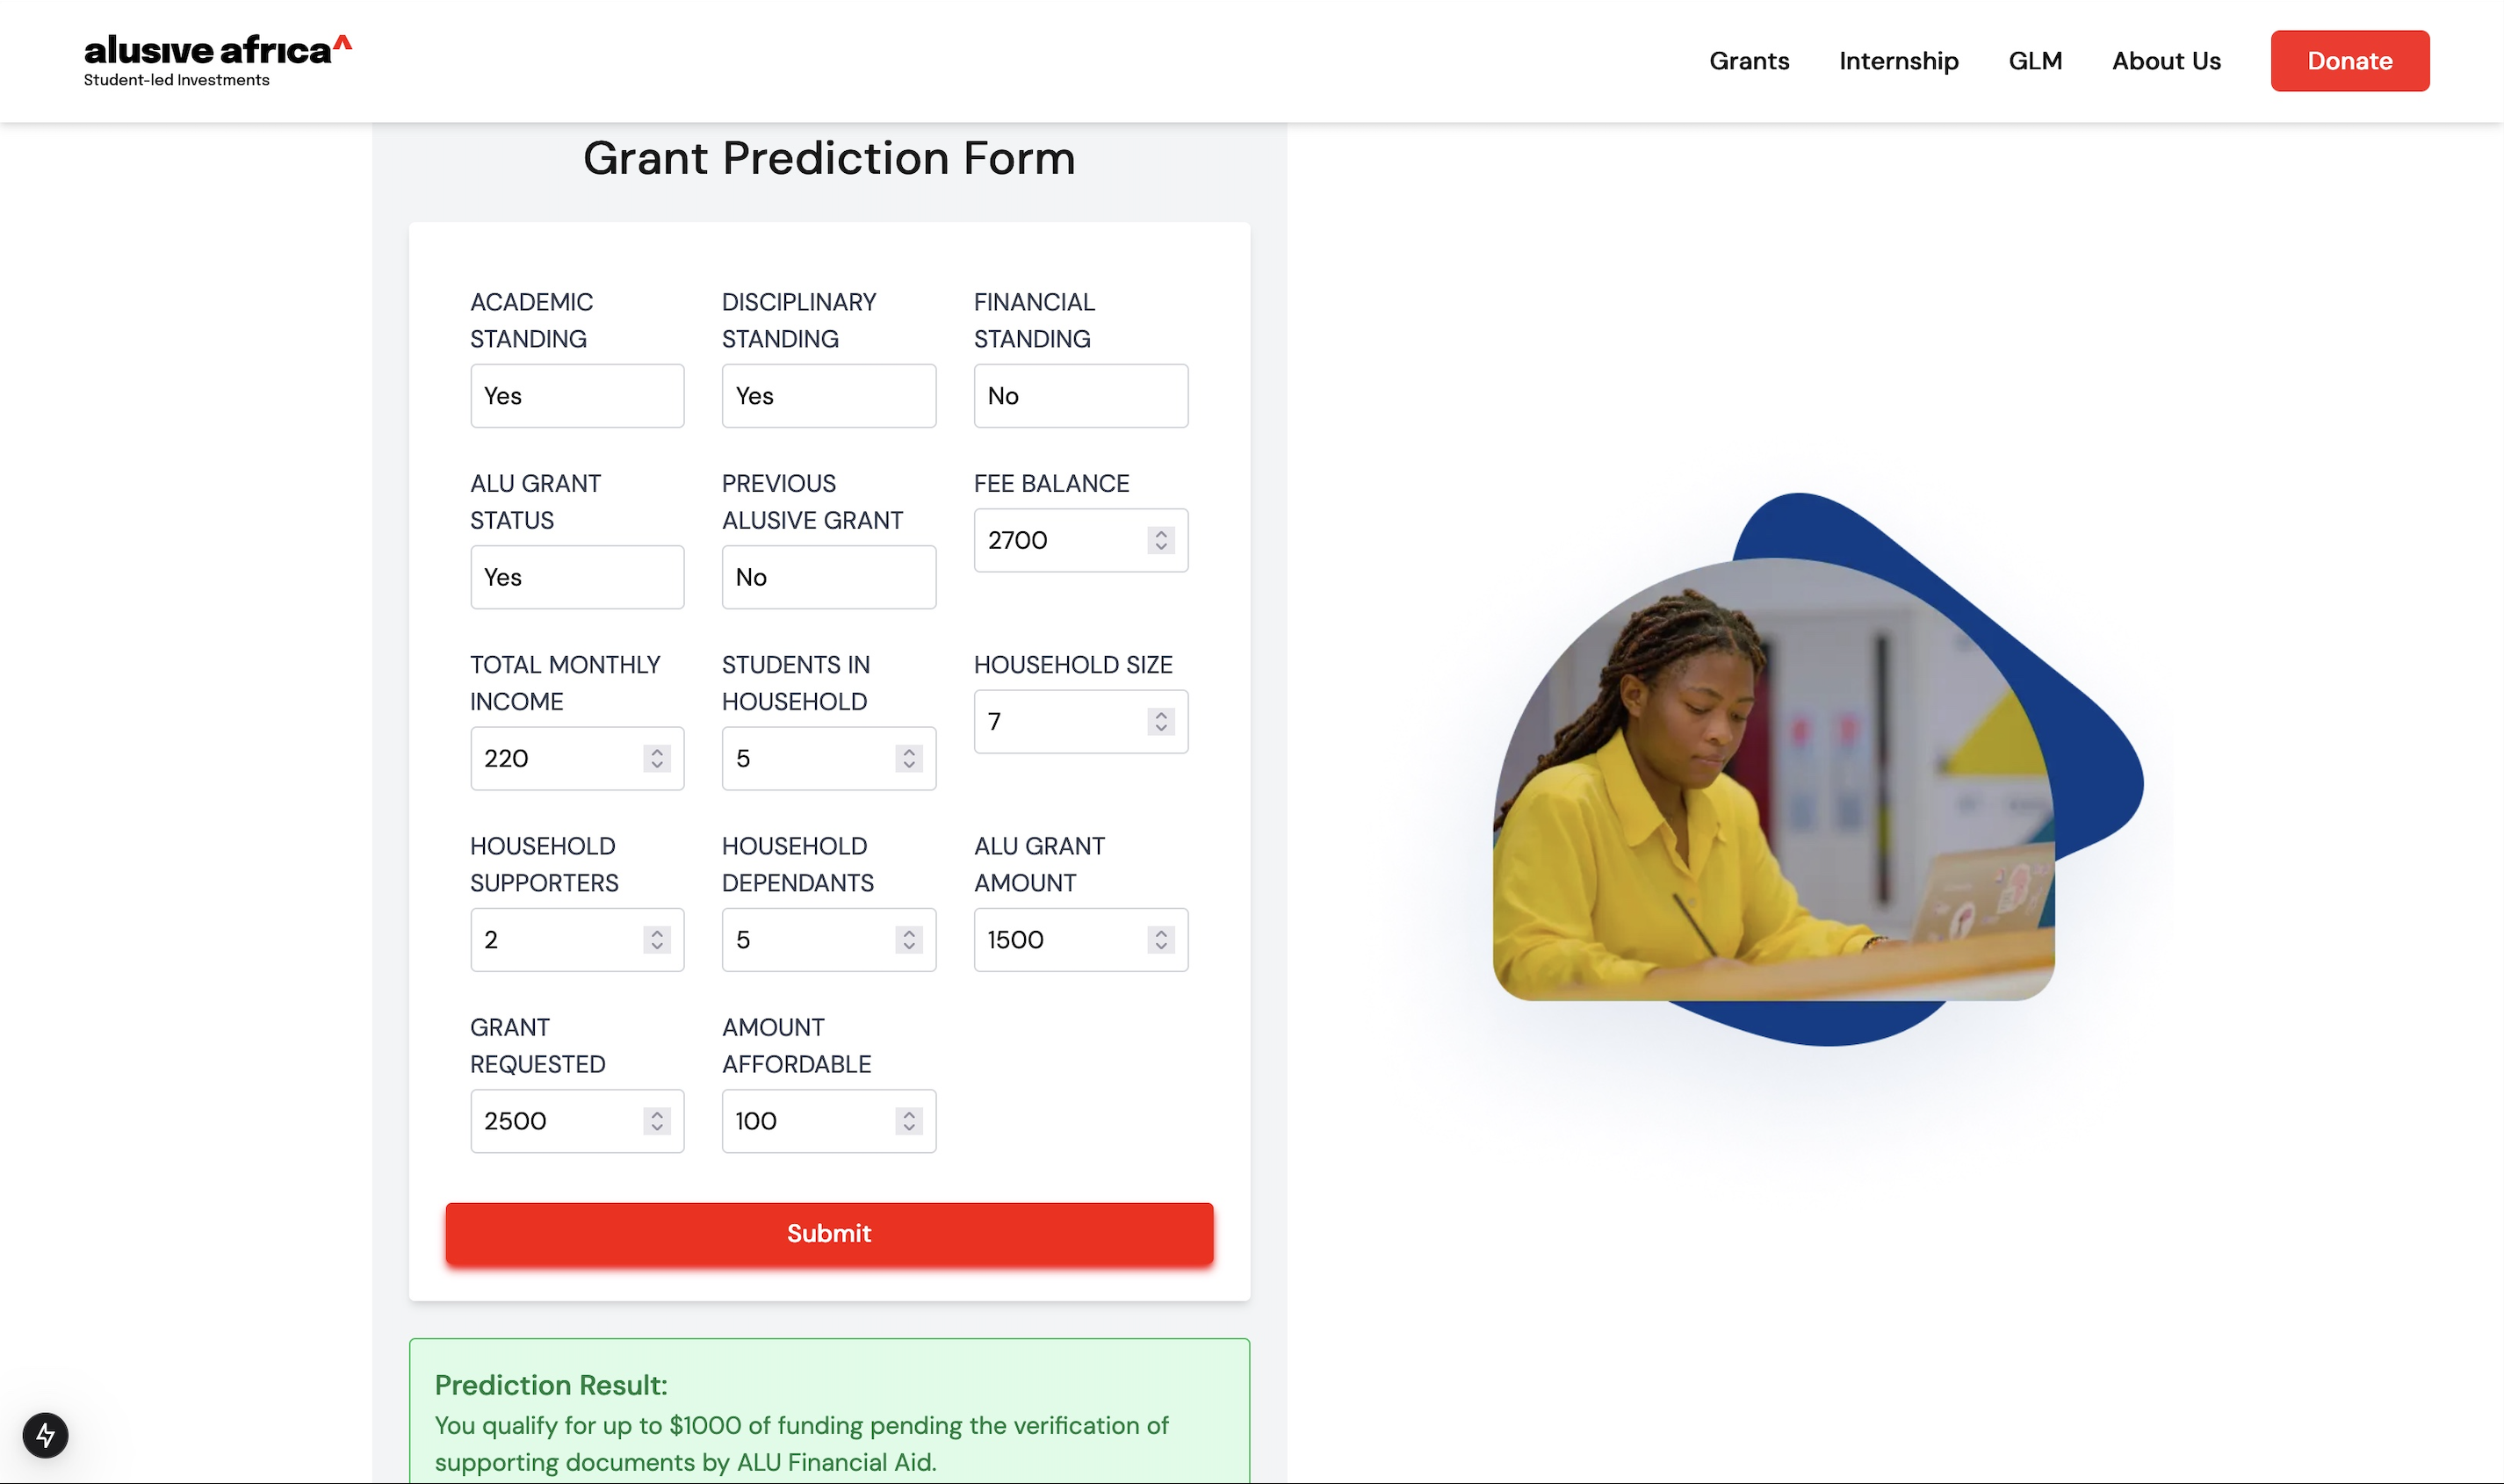 alusive africa^
Student-led Investments
Grants
Internship
GLM
About Us
Donate
Grant Prediction Form
ACADEMIC
STANDING
Yes
DISCIPLINARY
STANDING
Yes
FINANCIAL
STANDING
No
ALU GRANT
STATUS
Yes
PREVIOUS
ALUSIVE GRANT
No
FEE BALANCE
2700
TOTAL MONTHLY
INCOME
220
STUDENTS IN
HOUSEHOLD
5
HOUSEHOLD SIZE
7
HOUSEHOLD
SUPPORTERS
2
HOUSEHOLD
DEPENDANTS
5
ALU GRANT
AMOUNT
1500
GRANT
REQUESTED
2500
AMOUNT
AFFORDABLE
100
Submit
Prediction Result:
You qualify for up to $1000 of funding pending the verification of
supporting documents by ALU Financial Aid.